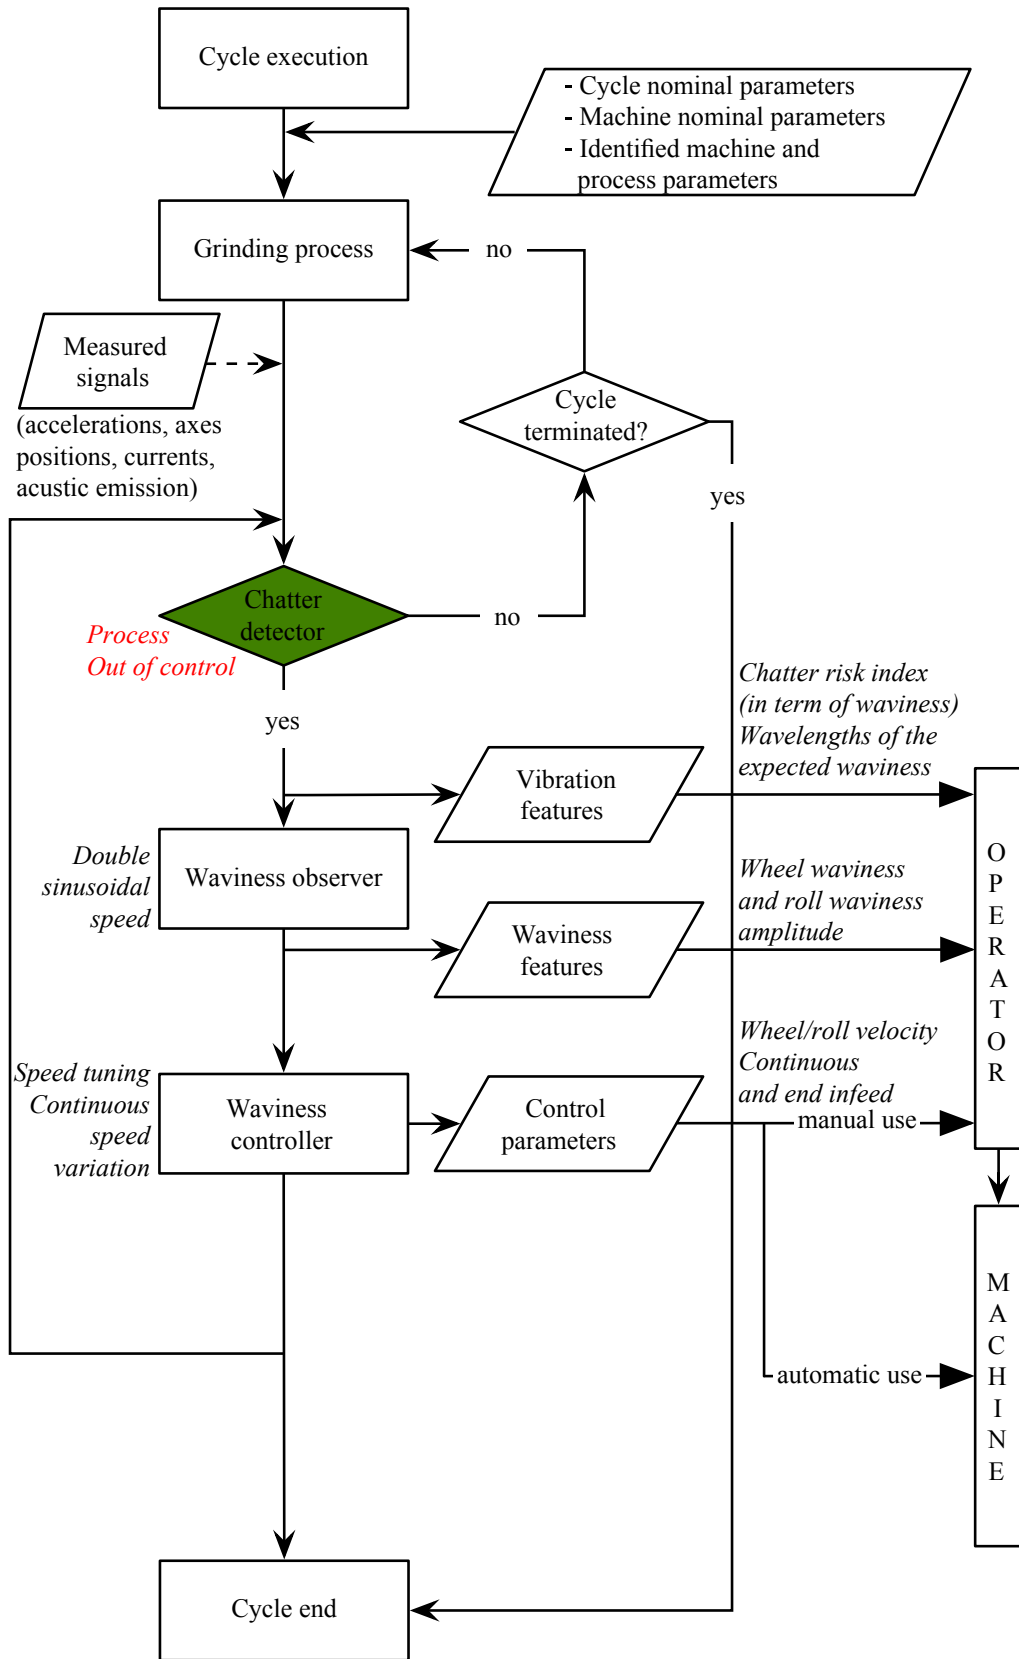 Cycle execution
- Cycle nominal parameters
- Machine nominal parameters
- Identified machine and
process parameters
Grinding process
no
Measured
signals
(accelerations, axes
positions, currents,
acustic emission)
Cycle
terminated?
yes
Chatter
detector
no
Process
Out of control
yes
Chatter risk index
(in term of waviness)
Wavelengths of the
expected waviness
Vibration
features
Double
sinusoidal
speed
Waviness observer
Wheel waviness
and roll waviness
amplitude
Waviness
features
OPERATOR
Speed tuning
Continuous
speed
variation
Waviness
controller
Control
parameters
Wheel/roll velocity
Continuous
and end infeed
manual use
automatic use
MACHINE
Cycle end